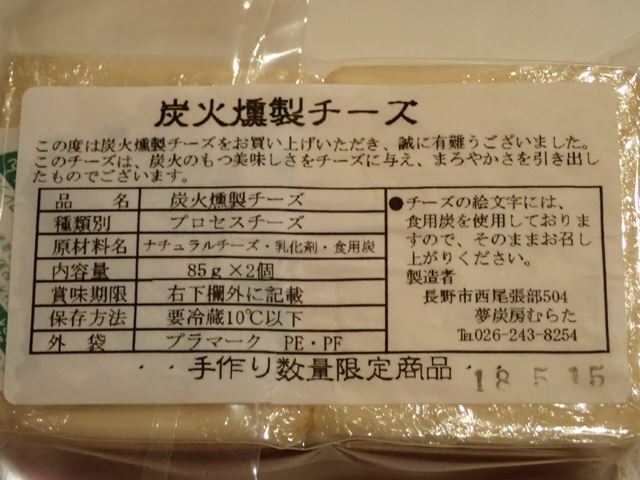 炭火燻製チーズ
この度は炭火燻製チーズをお買い上げいただき、誠に有難うございました。
このチーズは、炭火のもつ美味しさをチーズに与え、まろやかさを引き出し
たものでございます。
品名 炭火燻製チーズ
種類別 プロセスチーズ
原材料名 ナチュラルチーズ・乳化剤・食用炭
内容量 85g×2個
賞味期限 右下欄外に記載
保存方法 要冷蔵10℃以下
外袋 プラマーク PE・PF
●チーズの絵文字には、
食用炭を使用しておりま
すので、そのままお召し
上がりください。
製造者
長野市西尾張部504
夢炭房むらた
℡026-243-8254
・・手作り数量限定商品・・
18.5.15